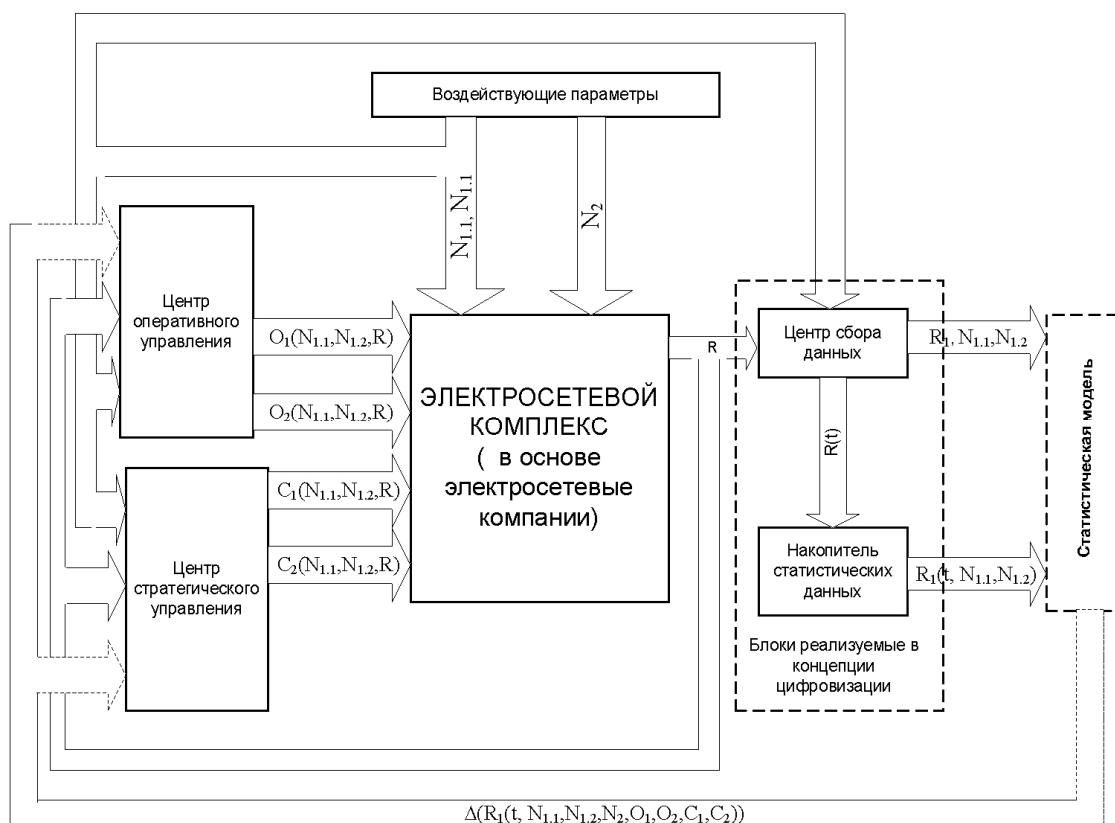 Воздействующие параметры
N₁.₁, N₁.₁
N₂
Центр
оперативного
управления
O₁(N₁.₁,N₁.₂,R)
O₂(N₁.₁,N₁.₂,R)
Центр
стратегического
управления
C₁(N₁.₁,N₁.₂,R)
C₂(N₁.₁,N₁.₂,R)
ЭЛЕКТРОСЕТЕВОЙ
КОМПЛЕКС
( в основе
электросетевые
компании)
R
Центр сбора
данных
R₁, N₁.₁,N₁.₂
R(t)
Накопитель
статистических
данных
R₁(t, N₁.₁,N₁.₂)
Блоки реализуемые в
концепции
цифровизации
Статистическая модель
Δ(R₁(t, N₁.₁,N₁.₂,N₂,O₁,O₂,C₁,C₂))